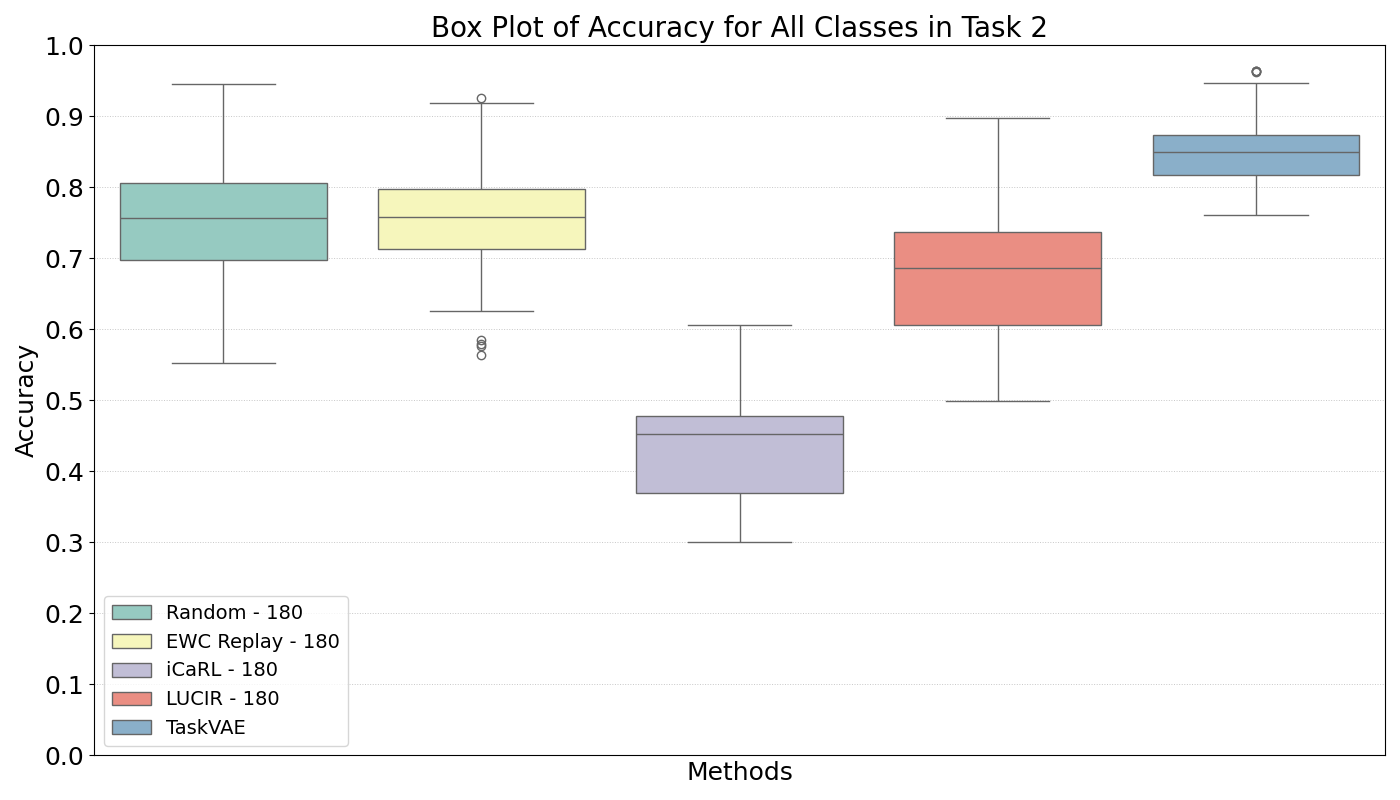 Box Plot of Accuracy for All Classes in Task 2
1.0
0.9
0.8
0.7
0.6
0.5
0.4
0.3
0.2
0.1
0.0
Accuracy
Random - 180
EWC Replay - 180
iCaRL - 180
LUCIR - 180
TaskVAE
Methods